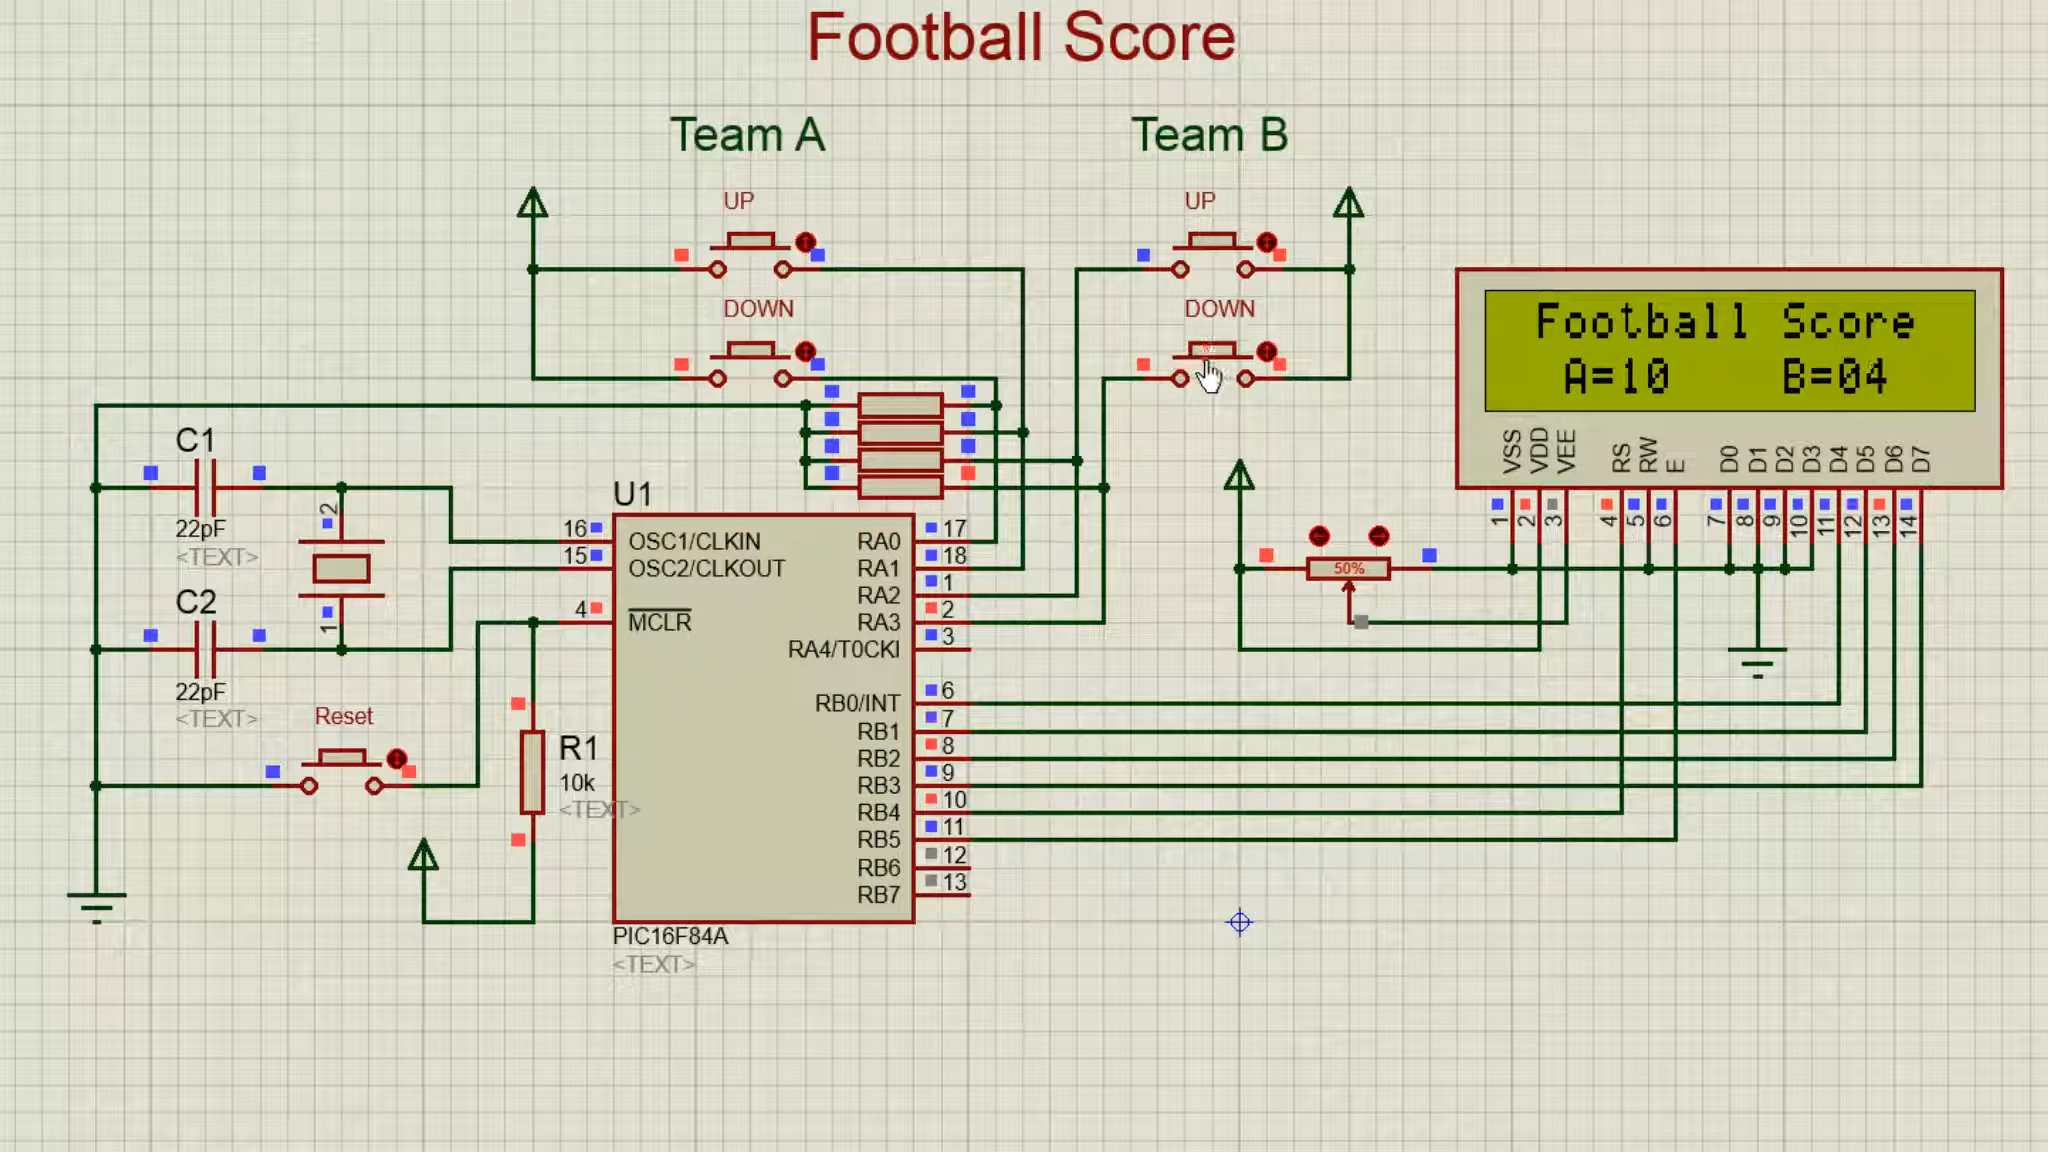 Football Score
Team A
Team B
UP
UP
DOWN
DOWN
Football Score
A=10 B=04
VSS VDD VEE RS RW E D0 D1 D2 D3 D4 D5 D6 D7
1 2 3 4 5 6 7 8 9 10 11 12 13 14
50%
C1
22pF
<TEXT>
2
1
C2
22pF
<TEXT>
Reset
R1
10k
<TEXT>
U1
16 OSC1/CLKIN
15 OSC2/CLKOUT
4 MCLR
RA0 17
RA1 18
RA2 1
RA3 2
RA4/T0CKI 3
RB0/INT 6
RB1 7
RB2 8
RB3 9
RB4 10
RB5 11
RB6 12
RB7 13
PIC16F84A
<TEXT>